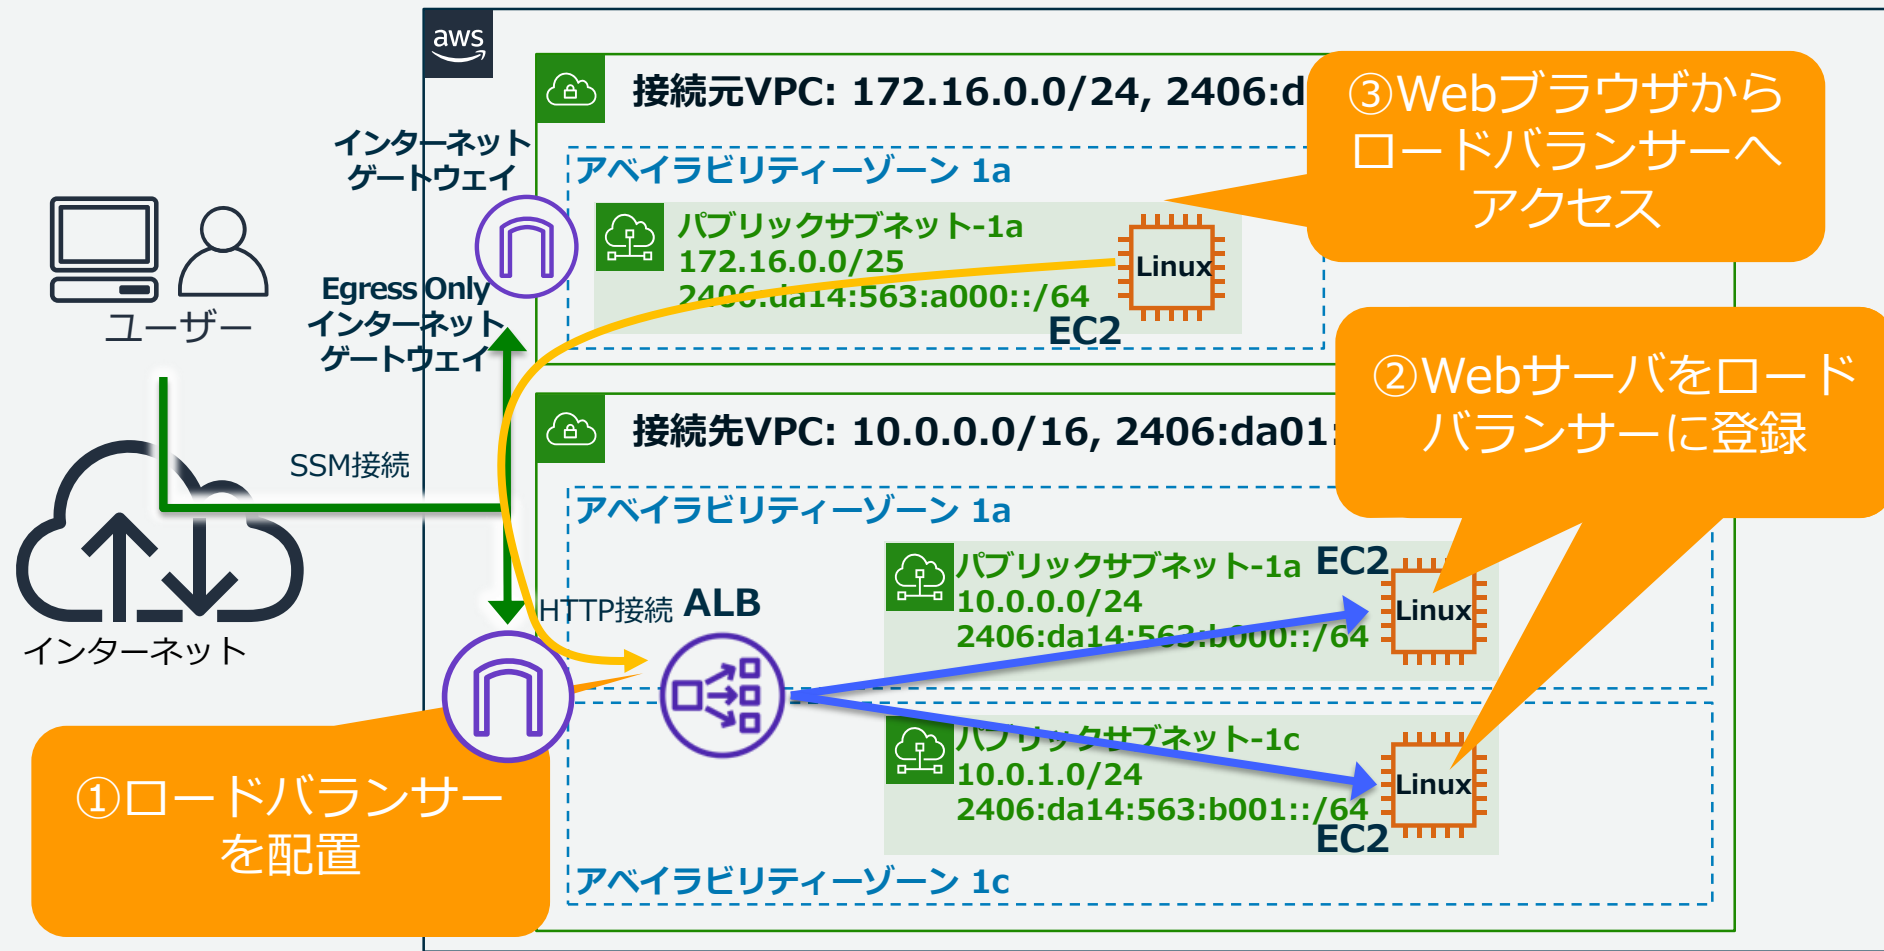 aws
接続元VPC: 172.16.0.0/24, 2406:d
③Webブラウザから
ロードバランサーへ
アクセス
インターネット
ゲートウェイ
アベイラビリティーゾーン 1a
パブリックサブネット-1a
172.16.0.0/25
2406:da14:563:a000::/64
Linux
EC2
ユーザー
Egress Only
インターネット
ゲートウェイ
②Webサーバをロード
バランサーに登録
接続先VPC: 10.0.0.0/16, 2406:da01:
SSM接続
アベイラビリティーゾーン 1a
パブリックサブネット-1a
10.0.0.0/24
2406:da14:563:b000::/64
EC2
Linux
HTTP接続
ALB
インターネット
パブリックサブネット-1c
10.0.1.0/24
2406:da14:563:b001::/64
Linux
EC2
①ロードバランサー
を配置
アベイラビリティーゾーン 1c